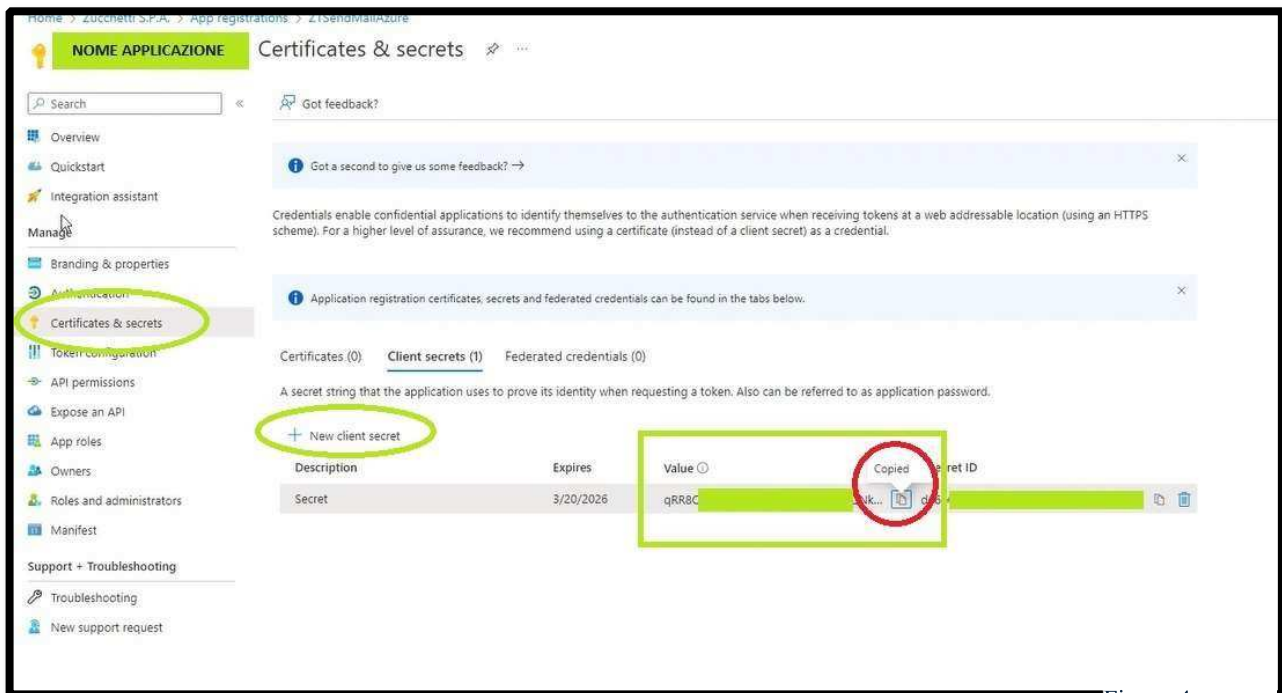 Home > Zucchetti S.P.A. > App registrations > ZTSendMailAzure
NOME APPLICAZIONE
Certificates & secrets
Search
Got feedback?
Overview
Quickstart
Integration assistant
Manage
Got a second to give us some feedback?
Credentials enable confidential applications to identify themselves to the authentication service when receiving tokens at a web addressable location (using an HTTPS
scheme). For a higher level of assurance, we recommend using a certificate (instead of a client secret) as a credential.
Branding & properties
Authentication
Certificates & secrets
Token configuration
API permissions
Expose an API
App roles
Owners
Roles and administrators
Manifest
Support + Troubleshooting
Troubleshooting
New support request
Application registration certificates, secrets and federated credentials can be found in the tabs below.
Certificates (0) Client secrets (1) Federated credentials (0)
A secret string that the application uses to prove its identity when requesting a token. Also can be referred to as application password.
New client secret
Description Expires Value Copied ret ID
Secret 3/20/2026 qRR8C